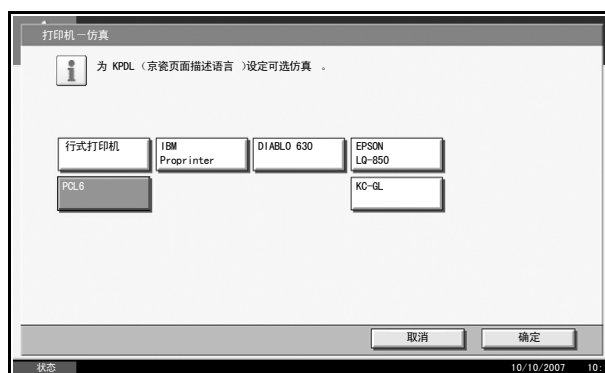 打印机－仿真
为 KPDL （京瓷页面描述语言 ）设定可选仿真 。
行式打印机
IBM
Proprinter
DIABLO 630
EPSON
LQ-850
PCL6
KC-GL
取消
确定
状态
10/10/2007 10: